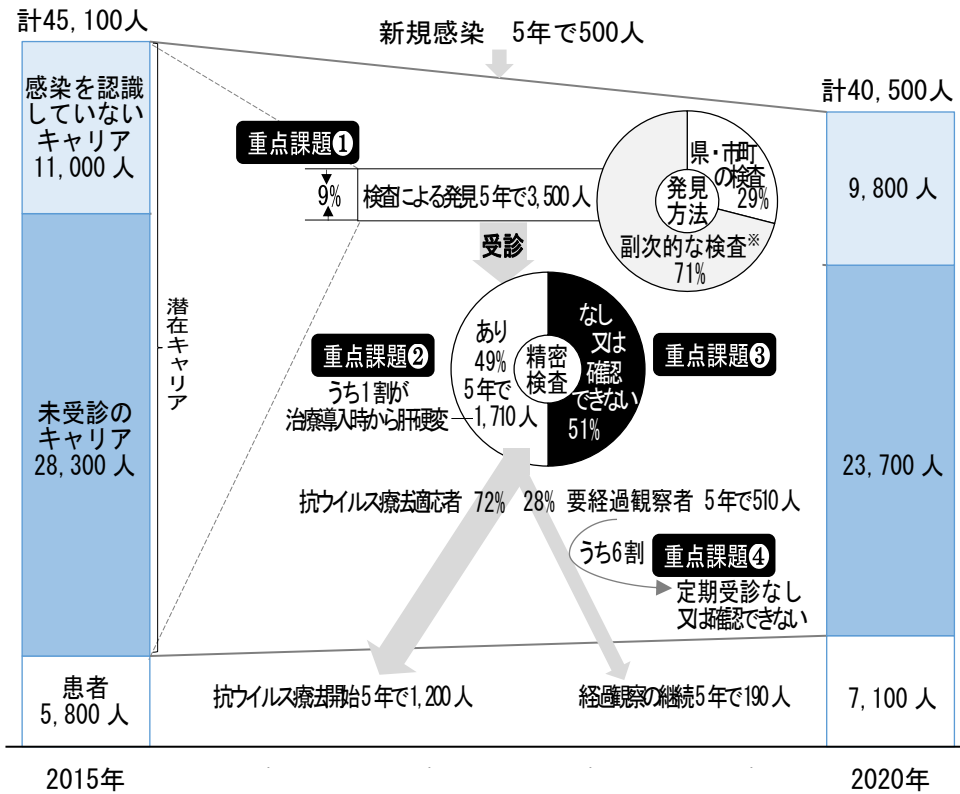 計45,100人
新規感染 5年で500人
計40,500人
感染を認識
していない
キャリア
11,000人
重点課題❶
県・市町
の検査
29%
発見
方法
9%
検査による発見5年で3,500人
9,800人
副次的な検査※
71%
受診
潜在キャリア
重点課題❷
うち1割が
治療導入時から肝硬変
あり
49%
5年で
1,710人
精密
検査
なし
又は
確認
できない
51%
重点課題❸
未受診の
キャリア
28,300人
23,700人
抗ウイルス療法適応者 72% 28% 要経過観察者 5年で510人
うち6割
重点課題❹
定期受診なし
又は確認できない
患者
5,800人
抗ウイルス療法開始5年で1,200人
経過観察の継続5年で190人
7,100人
2015年
2020年